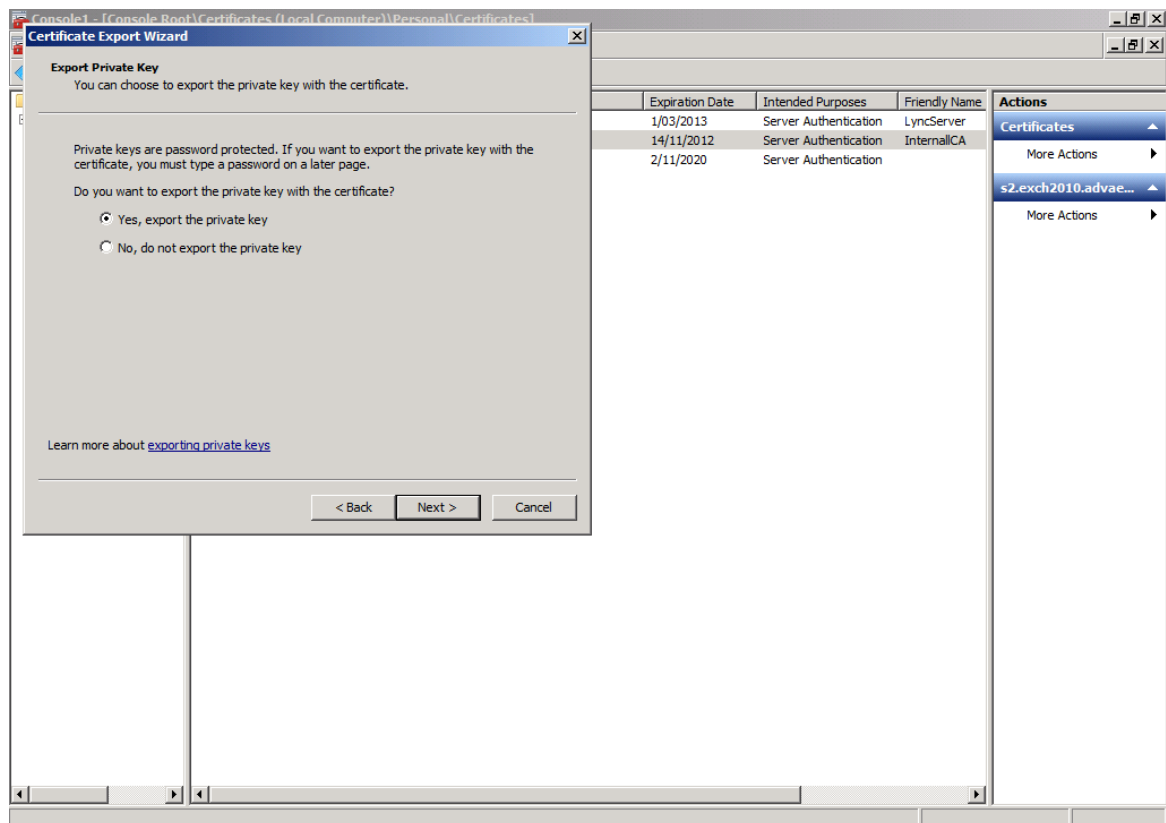 Console1 - [Console Root\Certificates (Local Computer)\Personal\Certificates]
Certificate Export Wizard
Export Private Key
You can choose to export the private key with the certificate.
Private keys are password protected. If you want to export the private key with the
certificate, you must type a password on a later page.
Do you want to export the private key with the certificate?
Yes, export the private key
No, do not export the private key
Learn more about exporting private keys
< Back Next > Cancel
Expiration Date Intended Purposes Friendly Name
1/03/2013 Server Authentication LyncServer
14/11/2012 Server Authentication InternalCA
2/11/2020 Server Authentication
Actions
Certificates
More Actions
s2.exch2010.advae...
More Actions